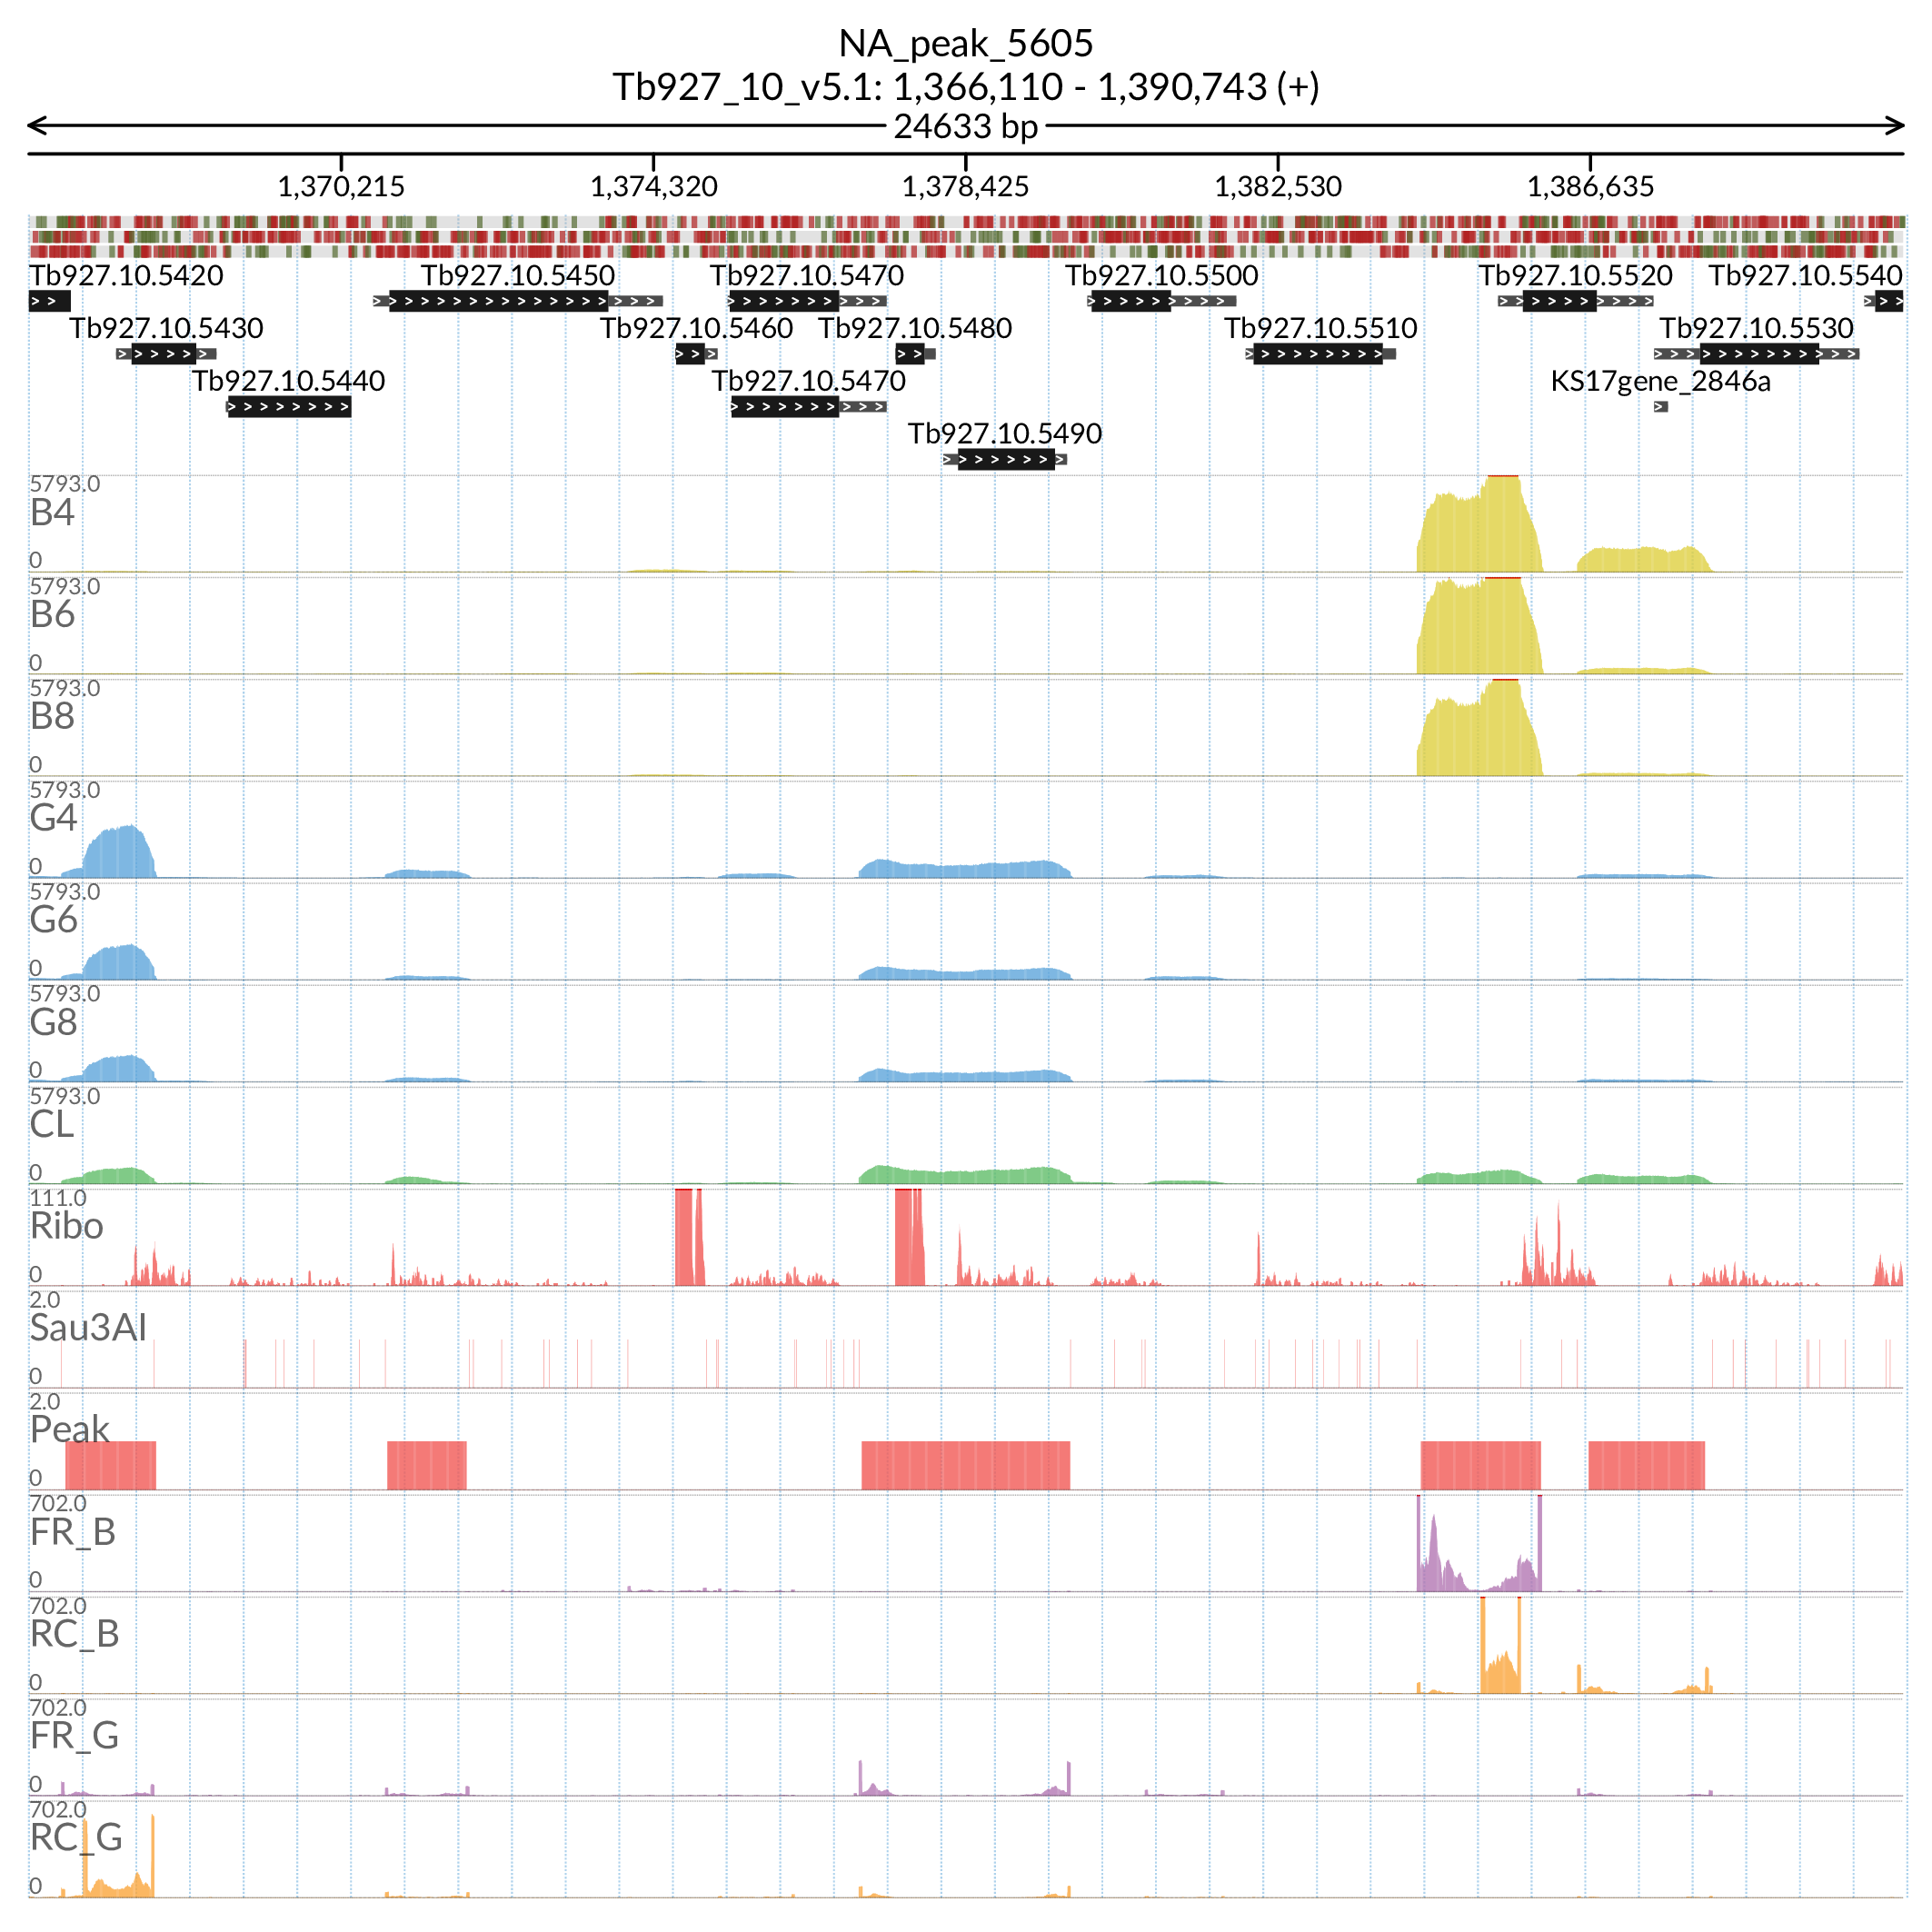 NA_peak_5605
Tb927_10_v5.1: 1,366,110 - 1,390,743 (+)
24633 bp
1,370,215 1,374,320 1,378,425 1,382,530 1,386,635
Tb927.10.5420 Tb927.10.5450 Tb927.10.5470 Tb927.10.5500 Tb927.10.5520 Tb927.10.5540
Tb927.10.5430 Tb927.10.5460 Tb927.10.5480 Tb927.10.5510 Tb927.10.5530
Tb927.10.5440 Tb927.10.5470 KS17gene_2846a
Tb927.10.5490
5793.0
B4
0
5793.0
B6
0
5793.0
B8
0
5793.0
G4
0
5793.0
G6
0
5793.0
G8
0
5793.0
CL
0
111.0
Ribo
0
2.0
Sau3AI
0
2.0
Peak
0
702.0
FR_B
0
702.0
RC_B
0
702.0
FR_G
0
702.0
RC_G
0